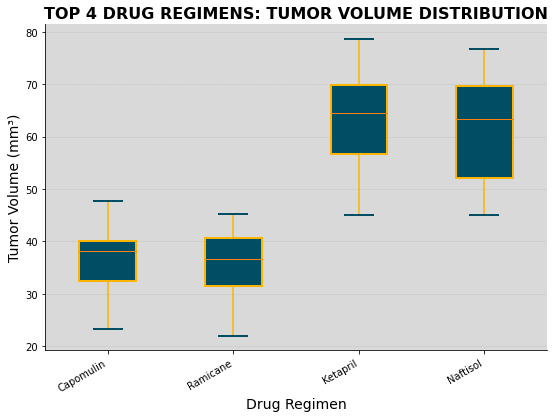 TOP 4 DRUG REGIMENS: TUMOR VOLUME DISTRIBUTION
80
70
60
50
40
30
20
Tumor Volume (mm³)
Capomulin
Ramicane
Ketapril
Naftisol
Drug Regimen